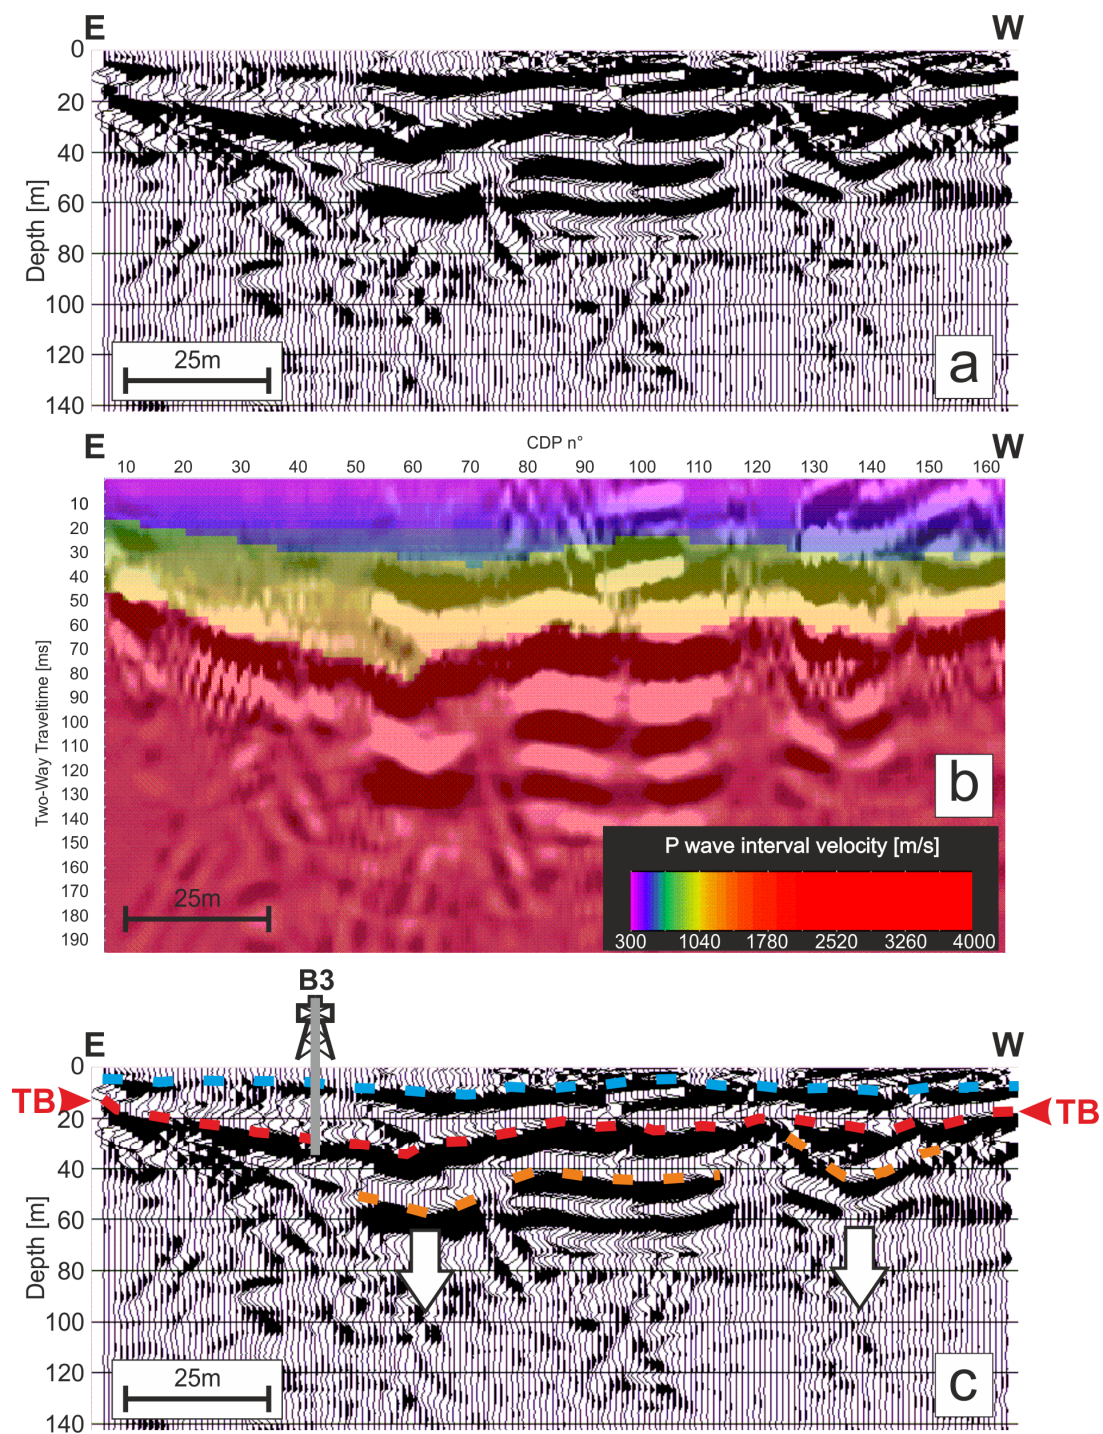 E W
0
20
40
60
80
100
120
140
Depth [m]
25m
a
CDP n°
E W
10 20 30 40 50 60 70 80 90 100 110 120 130 140 150 160
10
20
30
40
50
60
70
80
90
100
110
120
130
140
150
160
170
180
190
Two-Way Traveltime [ms]
b
P wave interval velocity [m/s]
300 1040 1780 2520 3260 4000
25m
B3
E W
TB TB
0
20
40
60
80
100
120
140
Depth [m]
25m
c